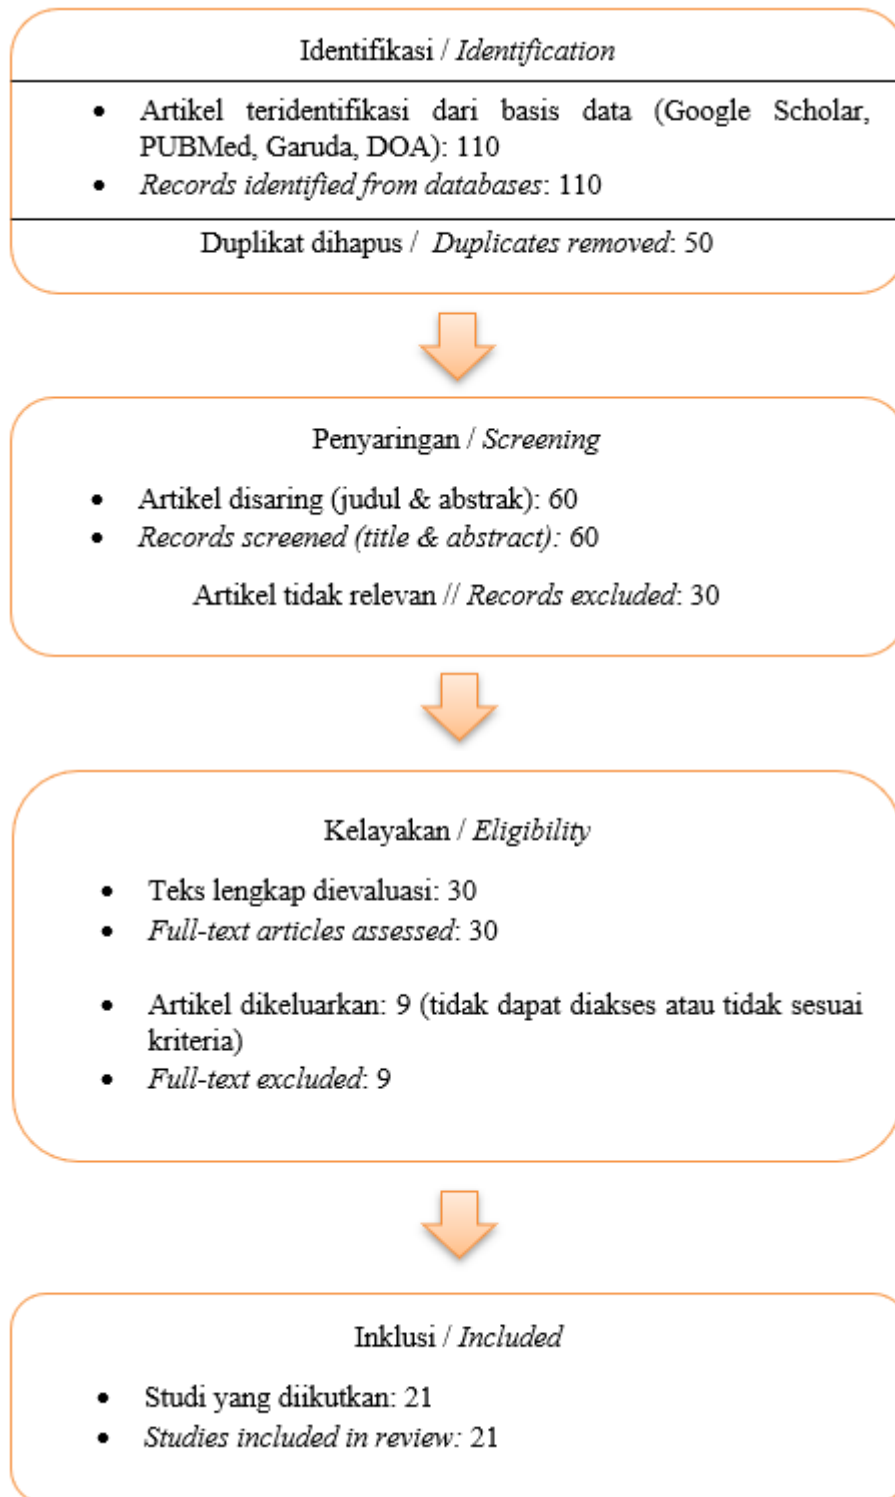 Identifikasi / Identification
• Artikel teridentifikasi dari basis data (Google Scholar,
PUBMed, Garuda, DOA): 110
• Records identified from databases: 110
Duplikat dihapus / Duplicates removed: 50
Penyaringan / Screening
• Artikel disaring (judul & abstrak): 60
• Records screened (title & abstract): 60
Artikel tidak relevan // Records excluded: 30
Kelayakan / Eligibility
• Teks lengkap dievaluasi: 30
• Full-text articles assessed: 30
• Artikel dikeluarkan: 9 (tidak dapat diakses atau tidak sesuai
kriteria)
• Full-text excluded: 9
Inklusi / Included
• Studi yang diikutkan: 21
• Studies included in review: 21